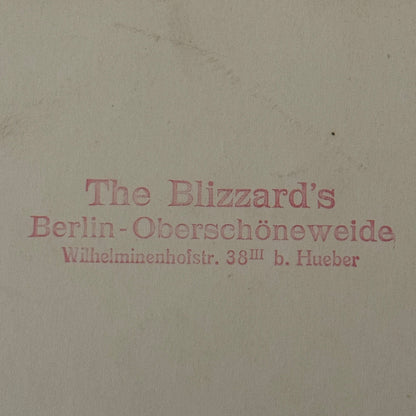 The Blizzard's
Berlin-Oberschöneweide
Wilhelminenhofstr. 38III b. Hueber